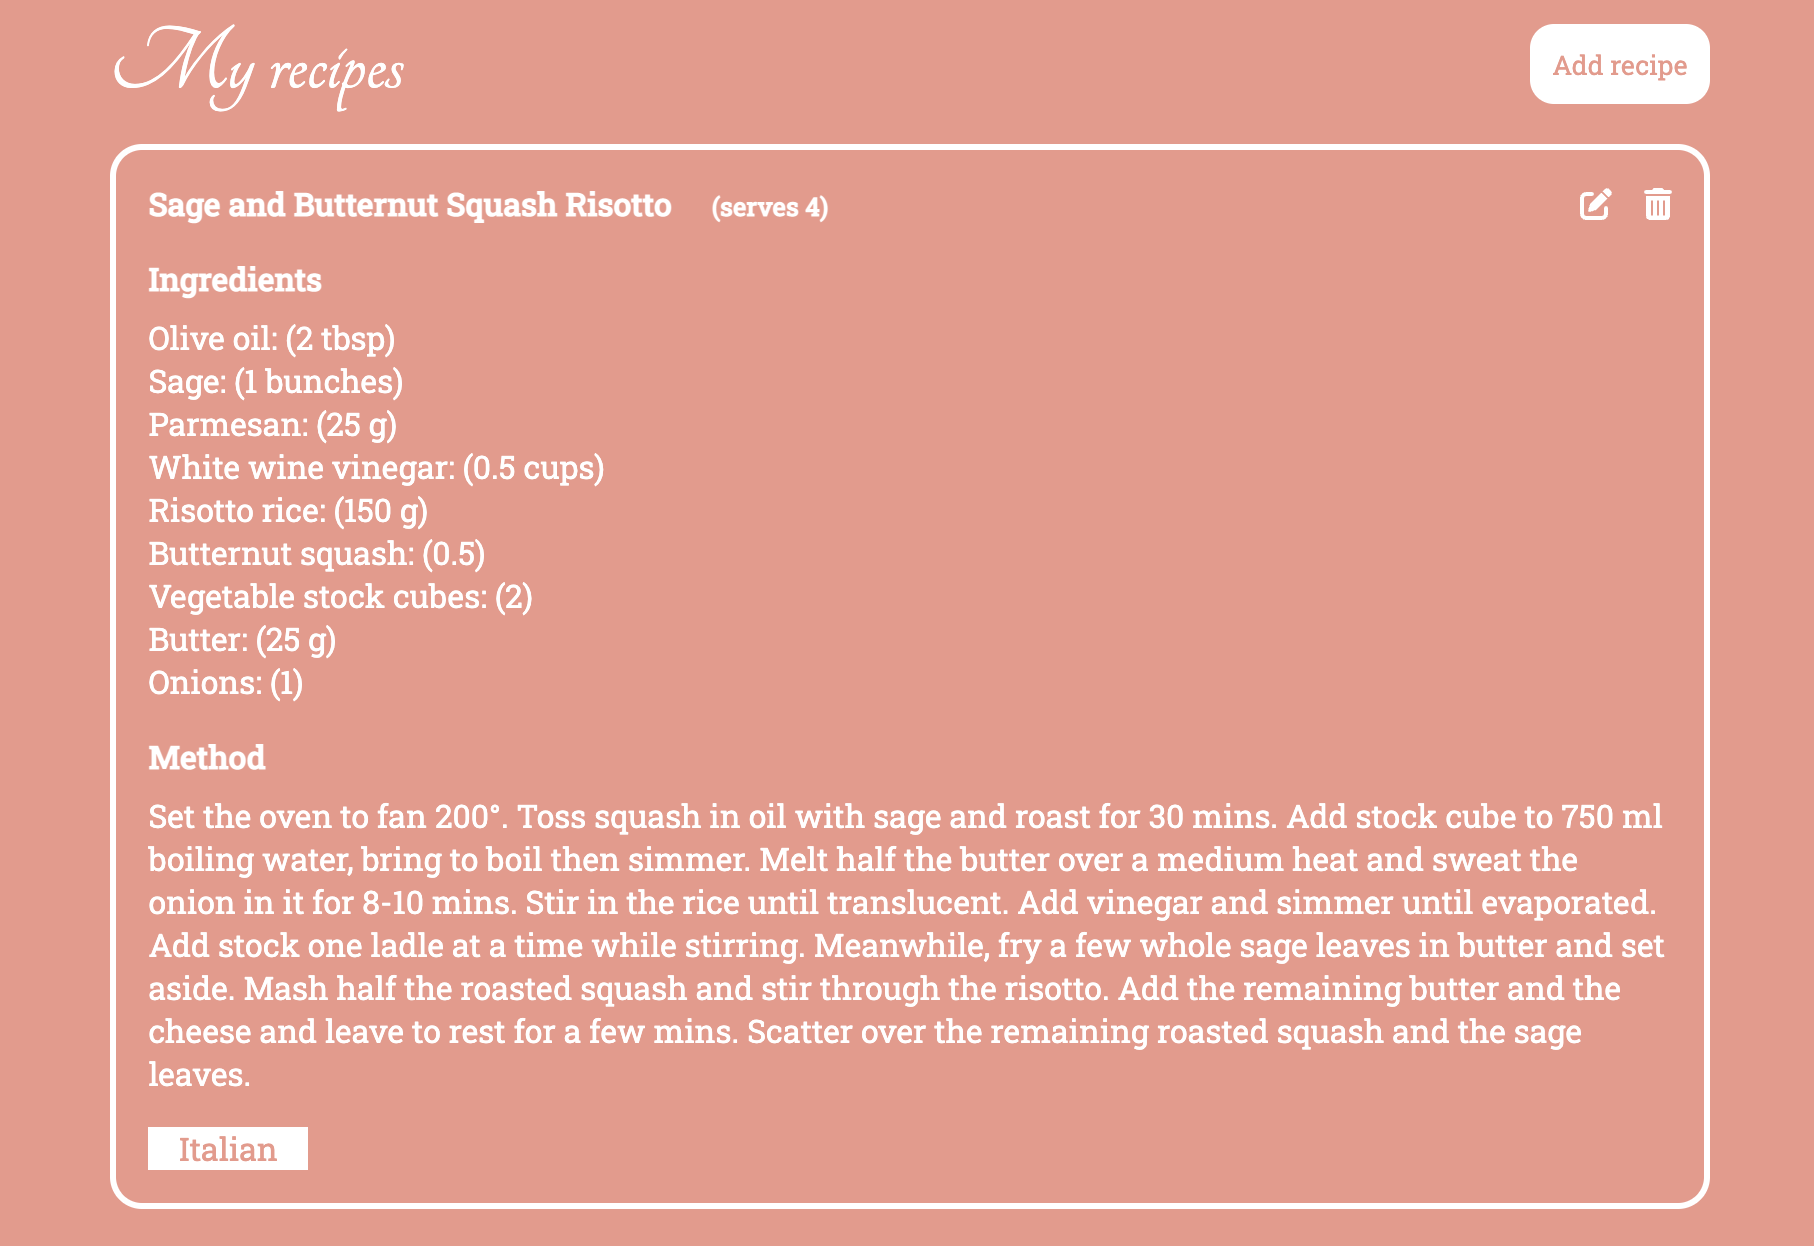 My recipes
Add recipe
Sage and Butternut Squash Risotto (serves 4)
Ingredients
Olive oil: (2 tbsp)
Sage: (1 bunches)
Parmesan: (25 g)
White wine vinegar: (0.5 cups)
Risotto rice: (150 g)
Butternut squash: (0.5)
Vegetable stock cubes: (2)
Butter: (25 g)
Onions: (1)
Method
Set the oven to fan 200°. Toss squash in oil with sage and roast for 30 mins. Add stock cube to 750 ml
boiling water, bring to boil then simmer. Melt half the butter over a medium heat and sweat the
onion in it for 8-10 mins. Stir in the rice until translucent. Add vinegar and simmer until evaporated.
Add stock one ladle at a time while stirring. Meanwhile, fry a few whole sage leaves in butter and set
aside. Mash half the roasted squash and stir through the risotto. Add the remaining butter and the
cheese and leave to rest for a few mins. Scatter over the remaining roasted squash and the sage
leaves.
Italian